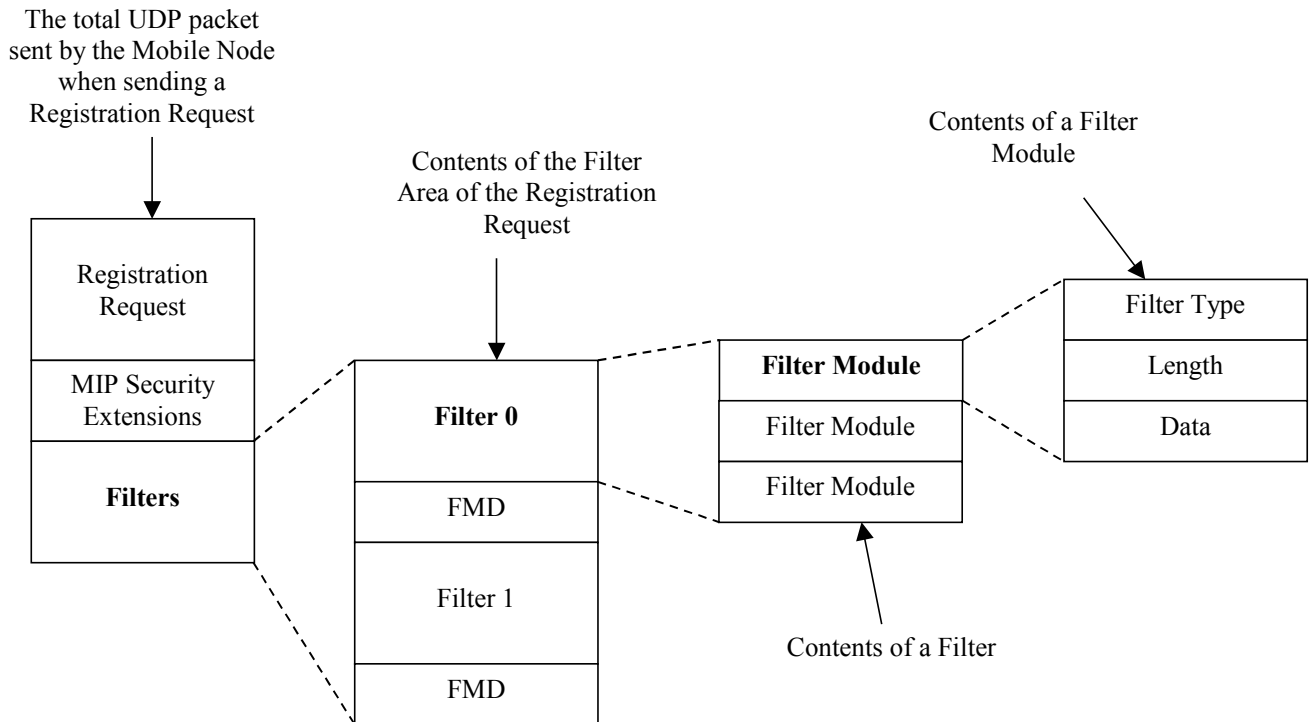 The total UDP packet
sent by the Mobile Node
when sending a
Registration Request
Registration
Request
MIP Security
Extensions
Filters
Contents of the Filter
Area of the Registration
Request
Filter 0
FMD
Filter 1
FMD
Filter Module
Filter Module
Filter Module
Contents of a Filter
Contents of a Filter
Module
Filter Type
Length
Data